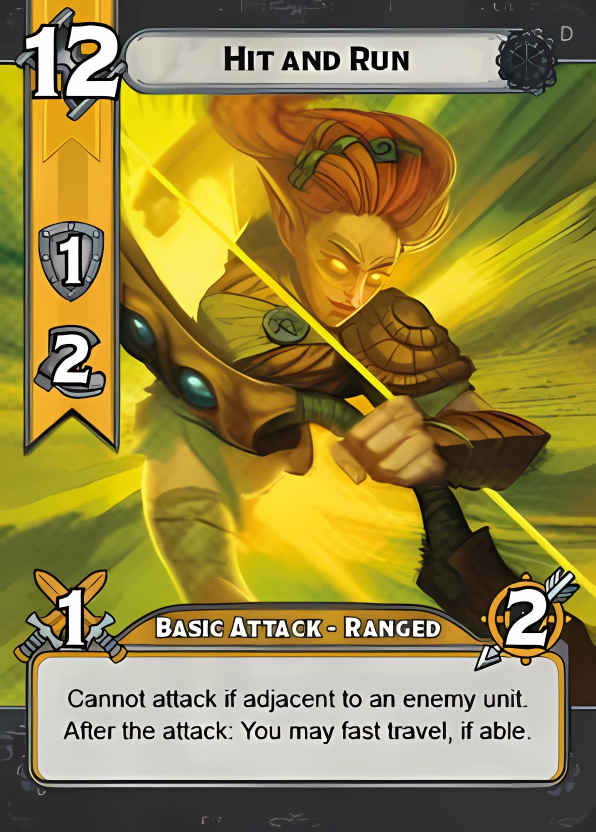 12
HIT AND RUN
D
1
2
1
BASIC ATTACK - RANGED
2
Cannot attack if adjacent to an enemy unit.
After the attack: You may fast travel, if able.